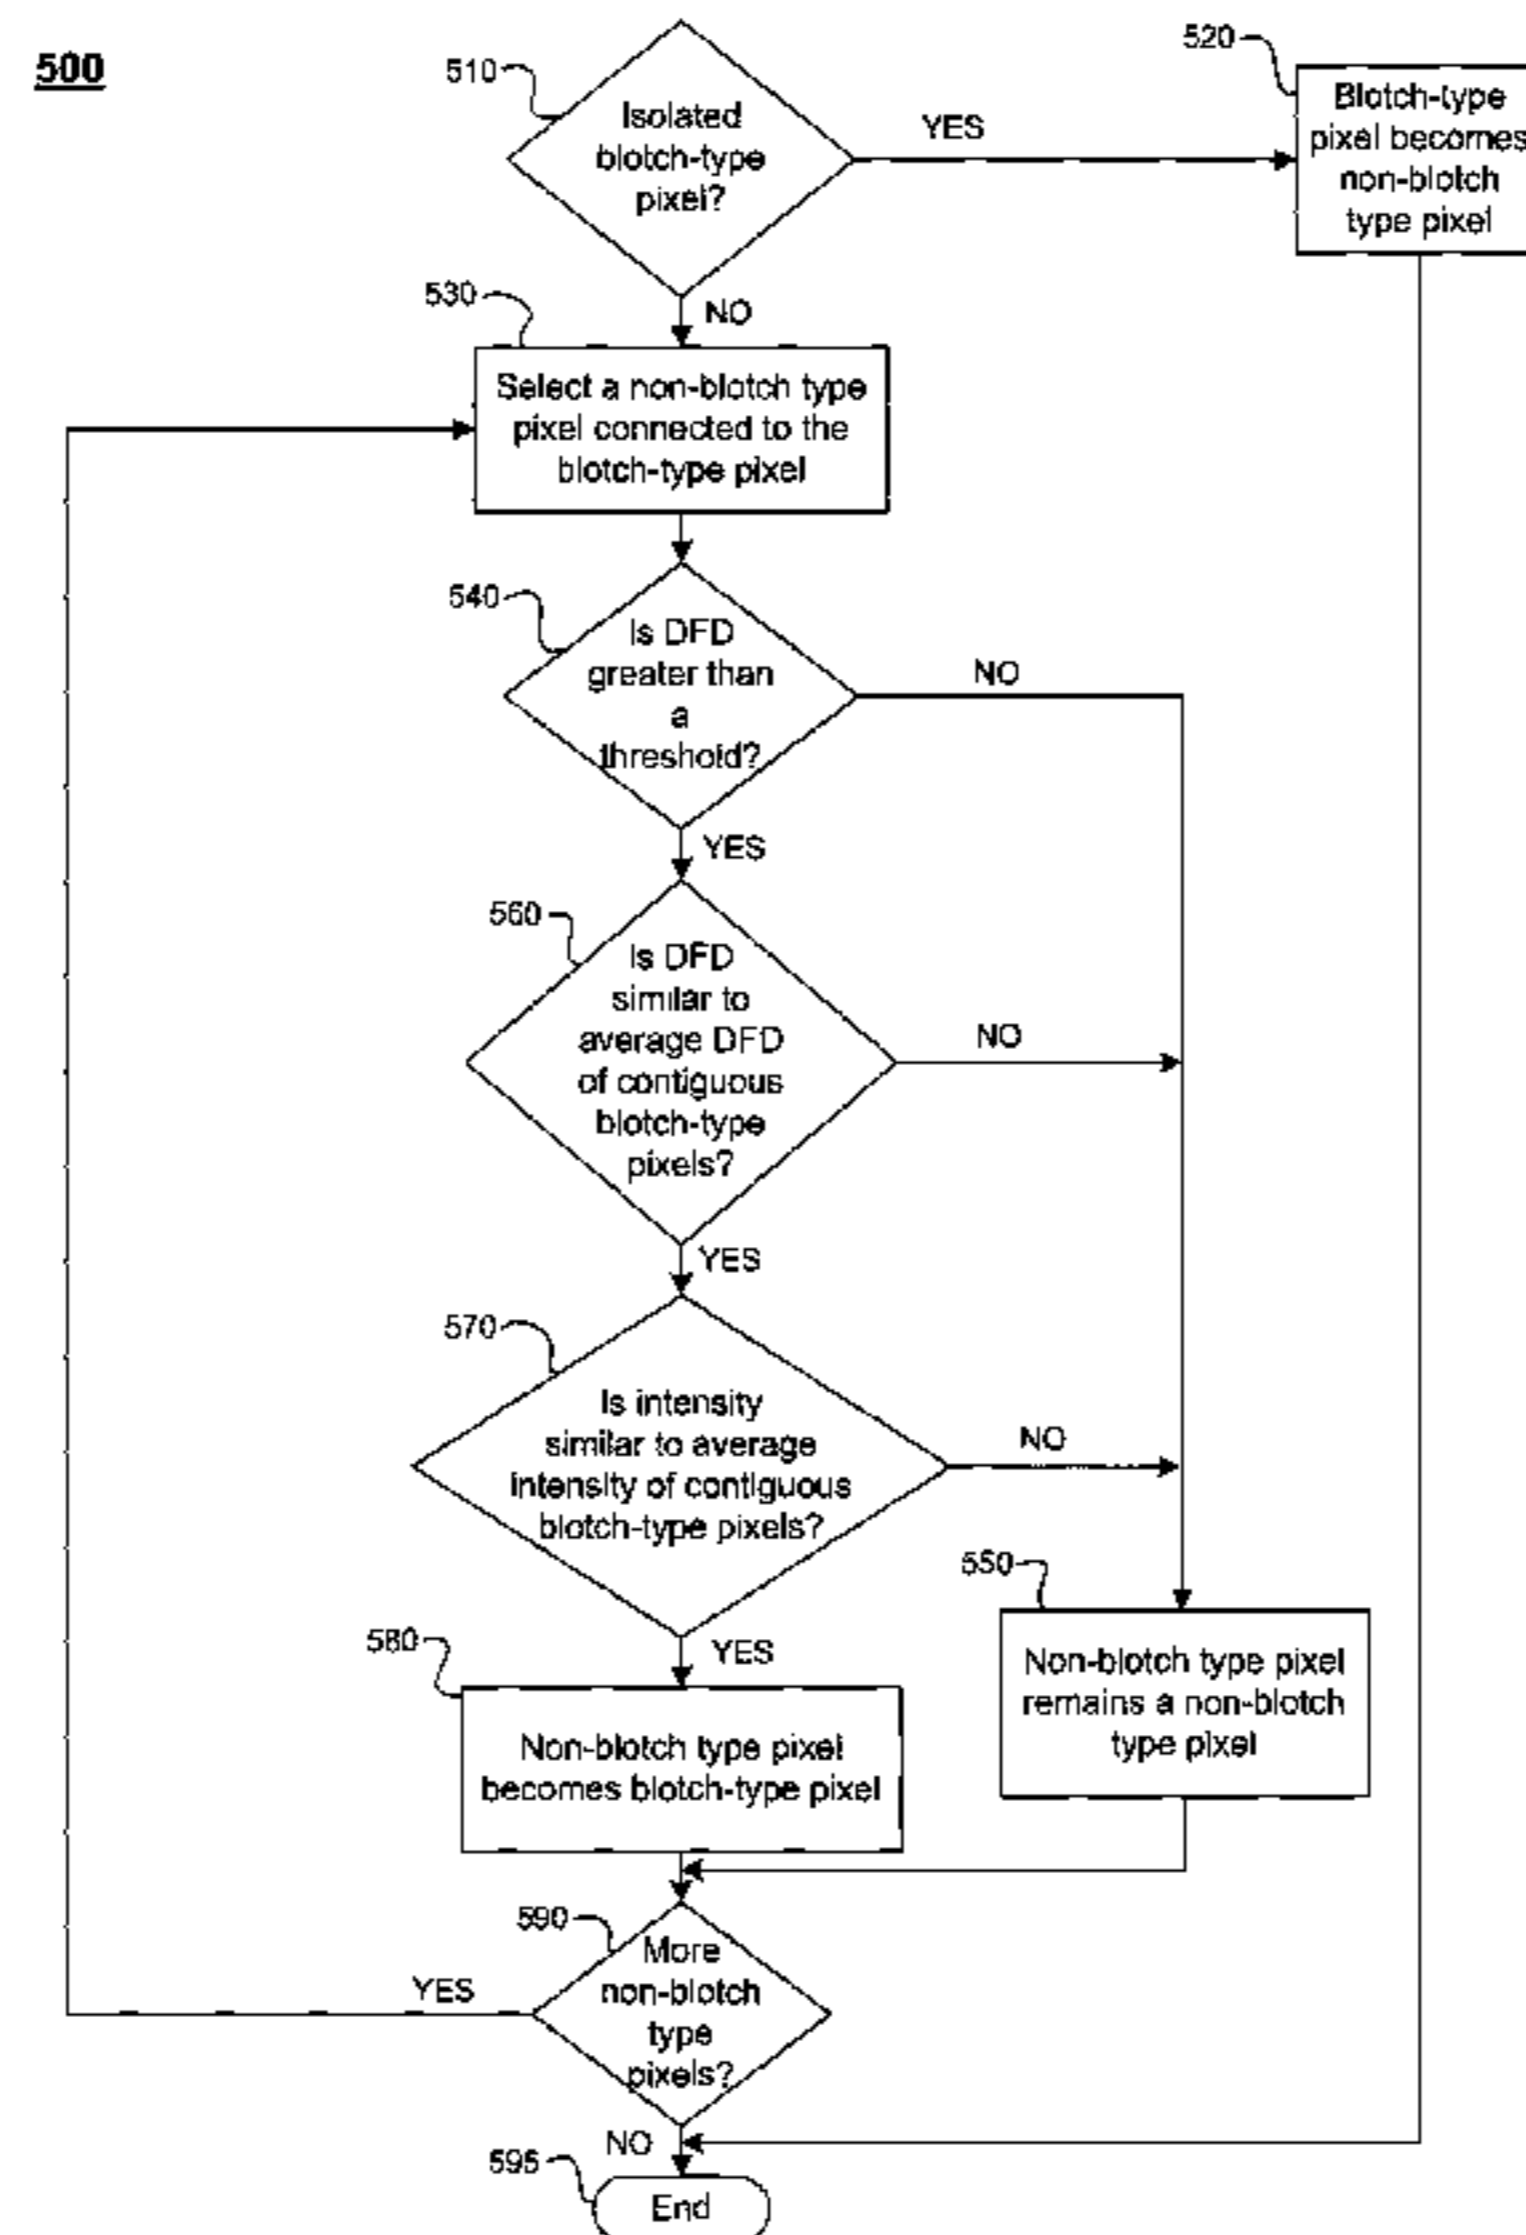 500
510
Isolated
blotch-type
pixel?
YES
520
Blotch-type
pixel becomes
non-blotch
type pixel
NO
530
Select a non-blotch type
pixel connected to the
blotch-type pixel
540
Is DFD
greater than
a
threshold?
NO
YES
560
Is DFD
similar to
average DFD
of contiguous
blotch-type
pixels?
NO
YES
570
Is intensity
similar to average
intensity of contiguous
blotch-type pixels?
NO
YES
550
Non-blotch type pixel
remains a non-blotch
type pixel
580
Non-blotch type pixel
becomes blotch-type pixel
590
More
non-blotch
type
pixels?
YES
NO
595
End